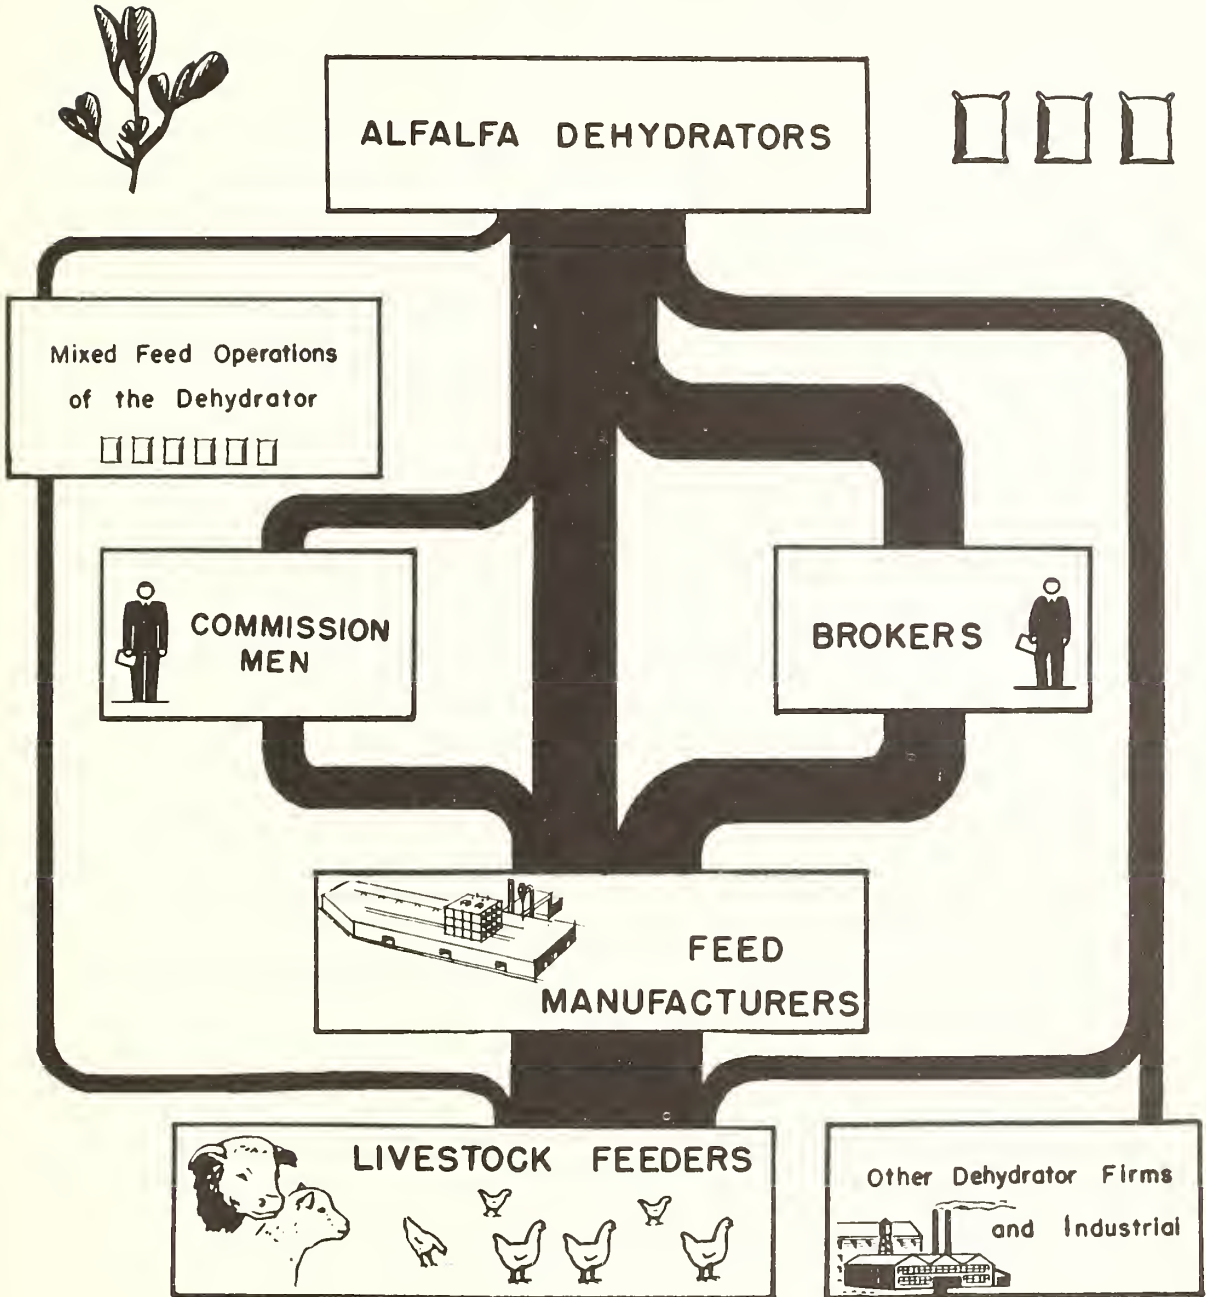 ALFALFA DEHYDRATORS
Mixed Feed Operations
of the Dehydrator
COMMISSION
MEN
BROKERS
FEED
MANUFACTURERS
LIVESTOCK FEEDERS
Other Dehydrator Firms
and Industrial